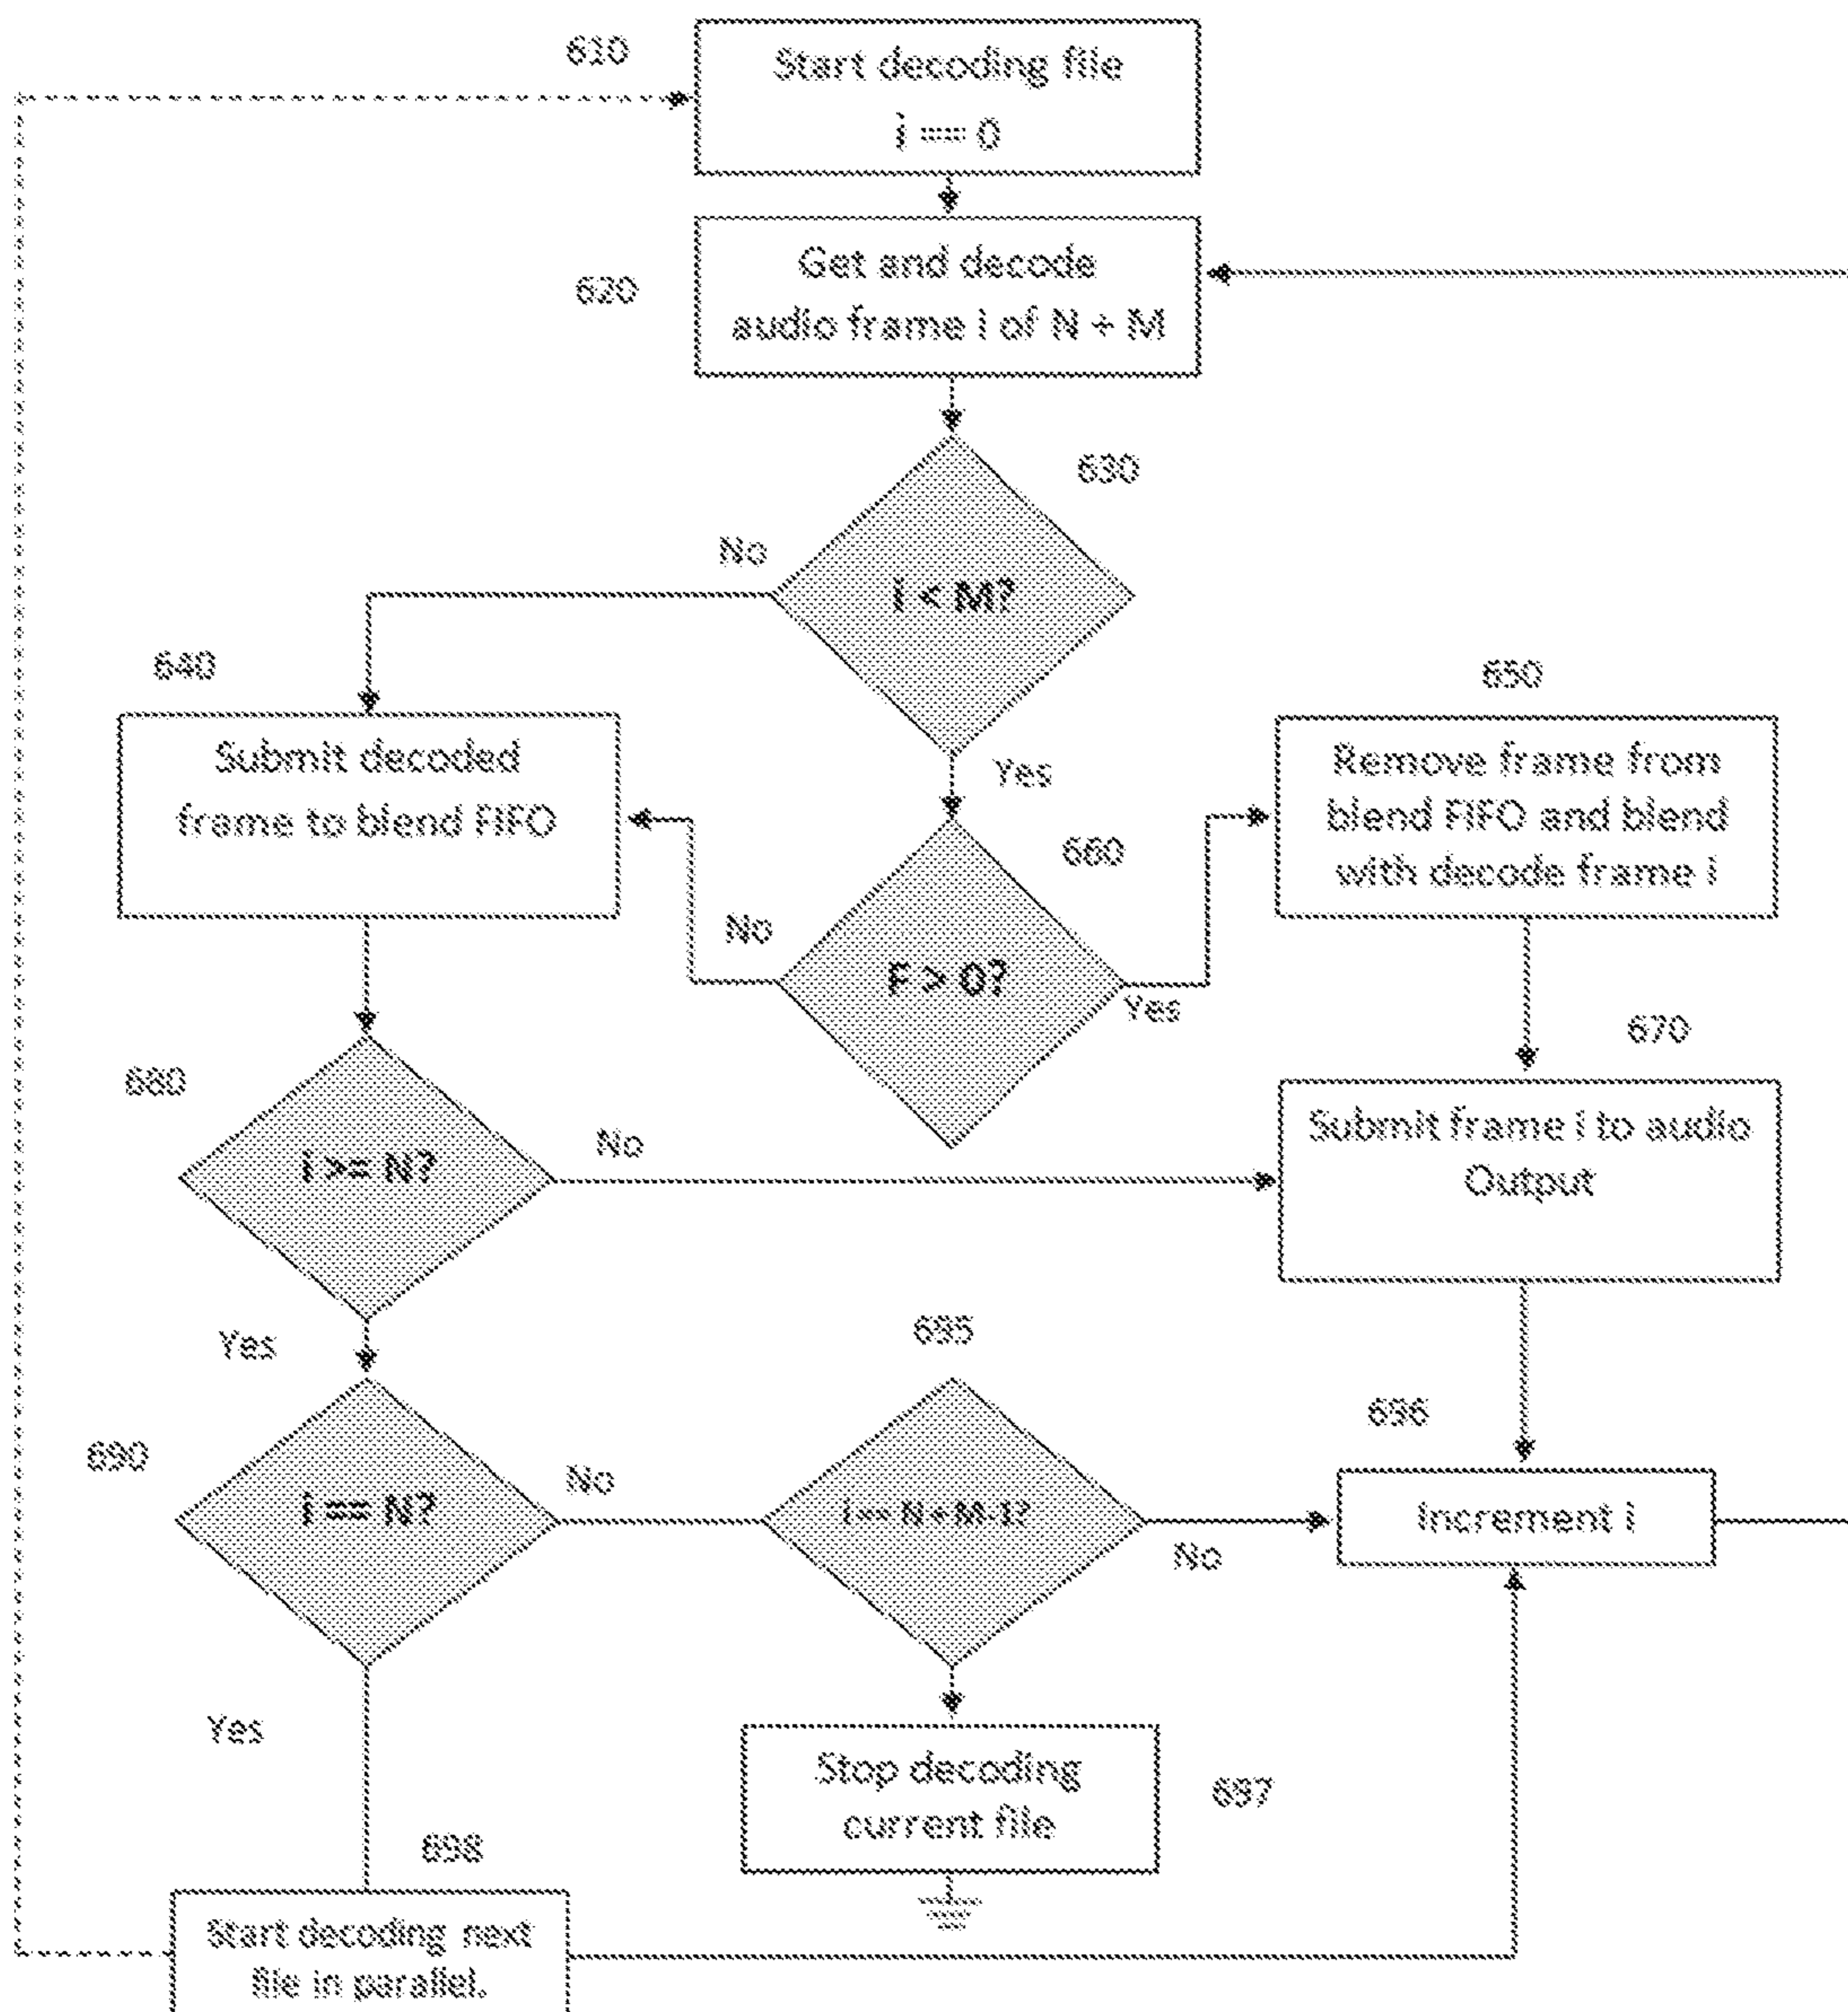 610
Start decoding file
i == 0
620
Get and decode
audio frame i of N + M
630
No
i < M?
Yes
640
Submit decoded
frame to blend FIFO
650
Remove frame from
blend FIFO and blend
with decode frame i
660
No
F > 0?
Yes
670
Submit frame i to audio
Output
680
i >= N?
No
Yes
690
i == N?
No
695
i == N + M-1?
No
696
Increment i
Yes
Stop decoding
current file
697
698
Start decoding next
file in parallel.